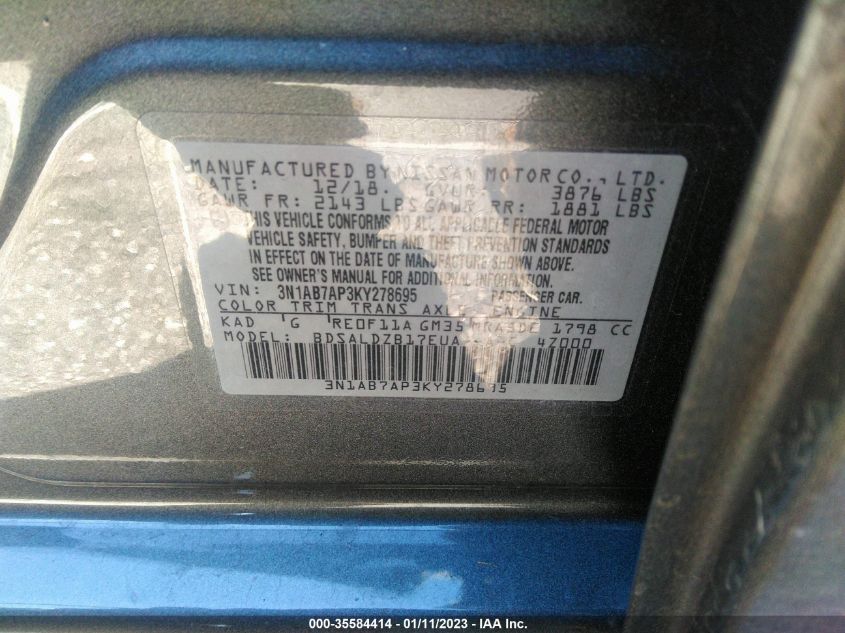 MANUFACTURED BY NISSAN MOTOR CO., LTD.
DATE: 12/18. GVWR: 3876 LBS
GAWR FR: 2143 LBS GAWR RR: 1881 LBS
THIS VEHICLE CONFORMS TO ALL APPLICABLE FEDERAL MOTOR
VEHICLE SAFETY, BUMPER AND THEFT PREVENTION STANDARDS
IN EFFECT ON THE DATE OF MANUFACTURE SHOWN ABOVE.
SEE OWNER'S MANUAL FOR ADDITIONAL INFORMATION.
VIN: 3N1AB7AP3KY278695 PASSENGER CAR.
COLOR TRIM TRANS AXLE ENGINE
KAD G RE0F11A GM35 MRA8DE 1798 CC
MODEL: BDSALDZB17EUA 47000
3N1AB7AP3KY278695
000-35584414 - 01/11/2023 - IAA Inc.